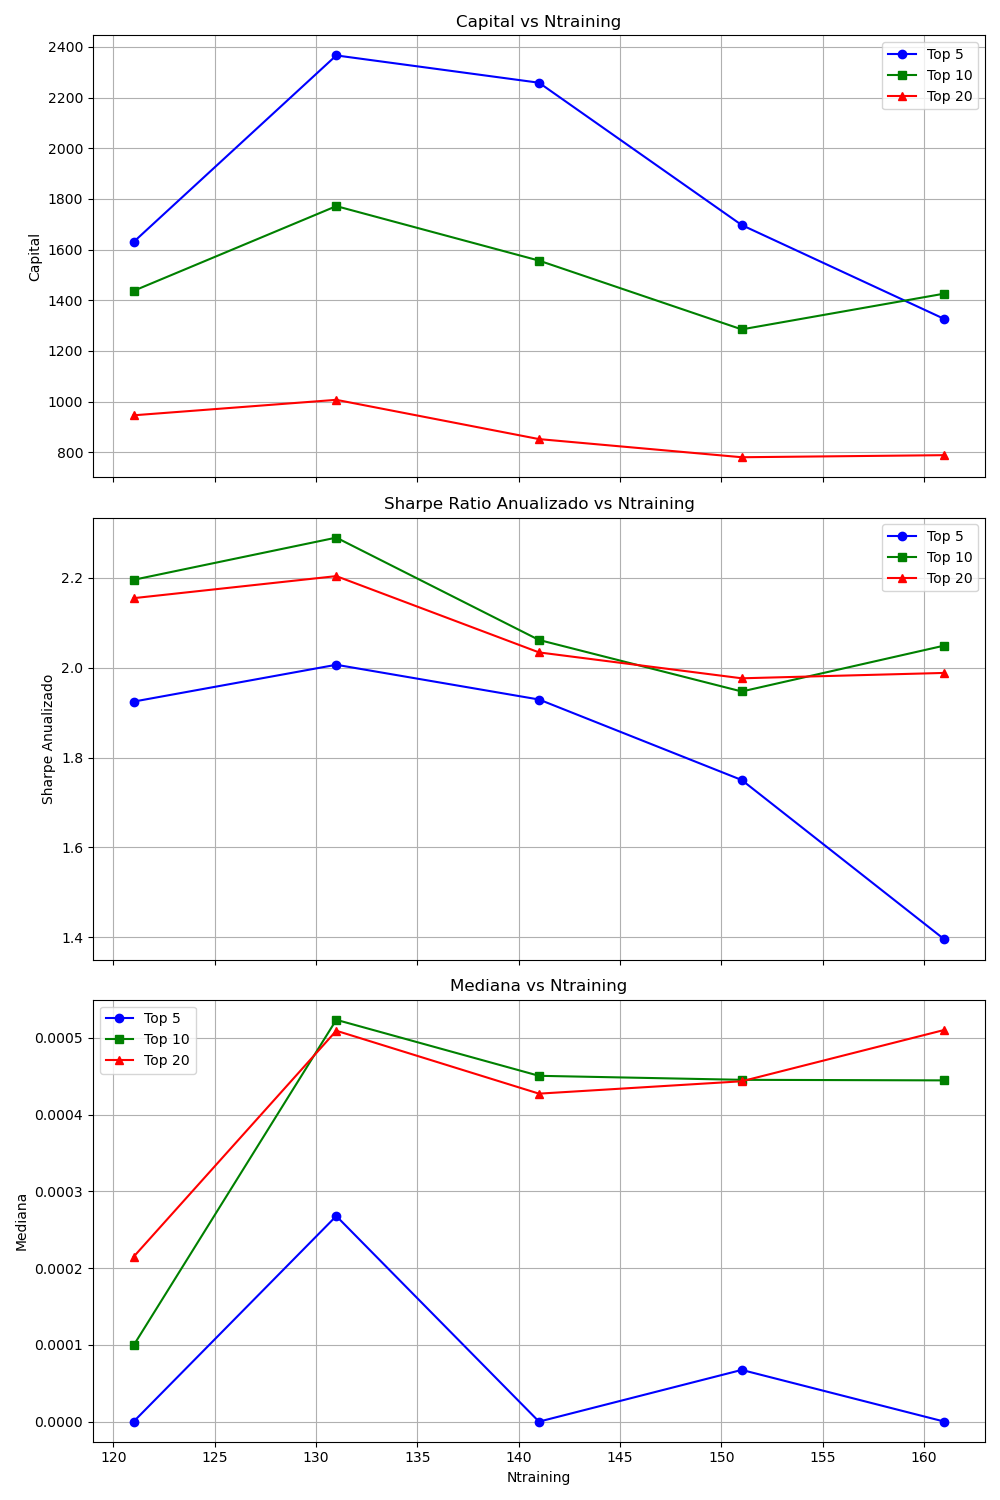 Capital vs Ntraining
2400
2200
2000
1800
1600
1400
1200
1000
800
Capital
Top 5
Top 10
Top 20
Sharpe Ratio Anualizado vs Ntraining
2.2
2.0
1.8
1.6
1.4
Sharpe Anualizado
Top 5
Top 10
Top 20
Mediana vs Ntraining
0.0005
0.0004
0.0003
0.0002
0.0001
0.0000
Mediana
Top 5
Top 10
Top 20
120 125 130 135 140 145 150 155 160
Ntraining